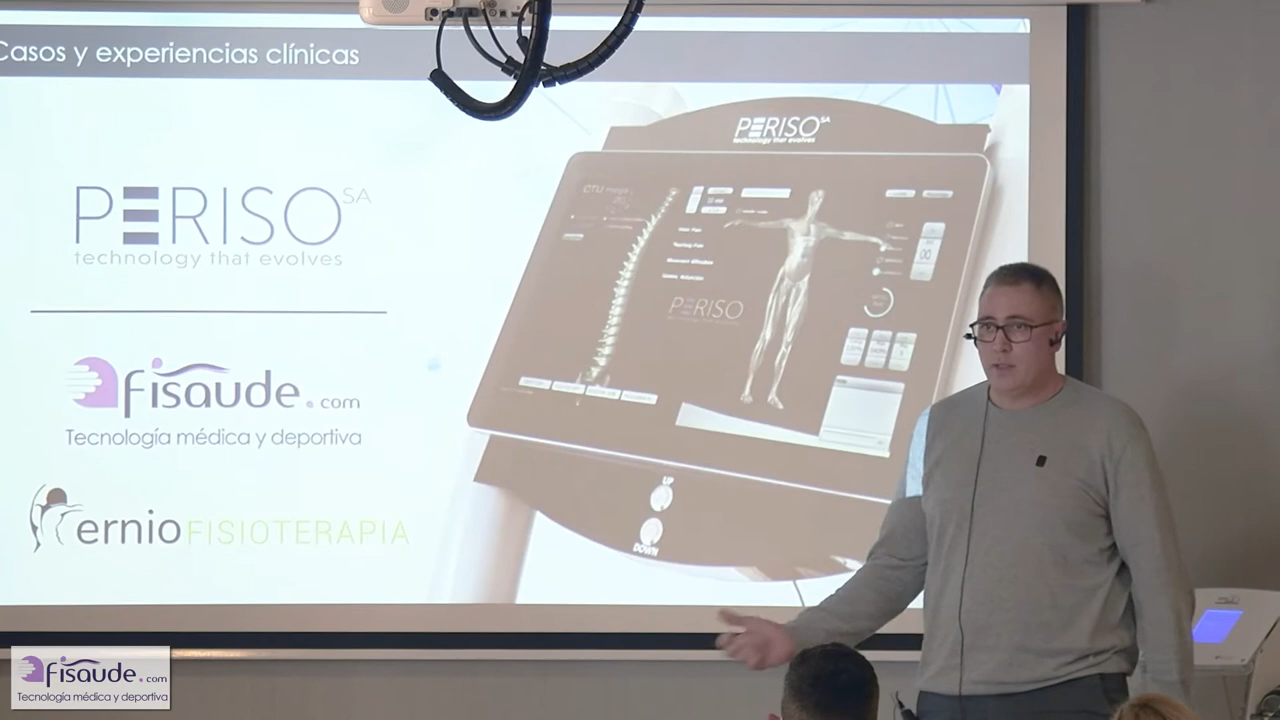 Casos y experiencias clínicas
PERISO SA
technology that evolves
fisaude.com
Tecnología médica y deportiva
ernio FISIOTERAPIA
PERISO SA
technology that evolves
CTU
PERISO
UP
DOWN
fisaude.com
Tecnología médica y deportiva